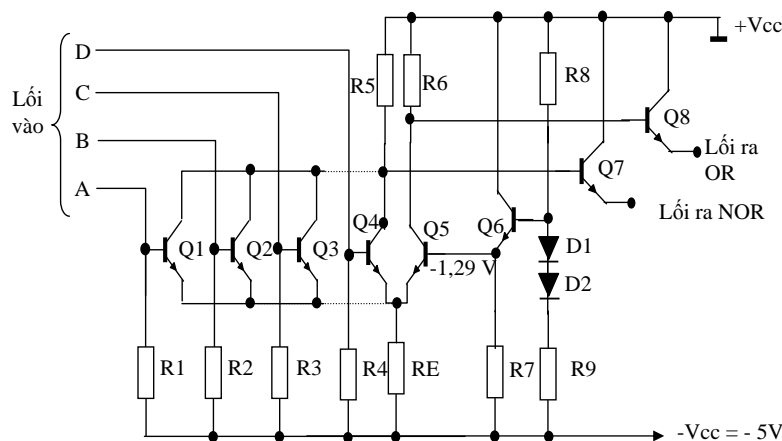 +Vcc
D
R5
R6
R8
C
Lối vào
Q8
B
Lối ra OR
Q7
A
Lối ra NOR
Q1
Q2
Q3
Q4
Q5
Q6
-1,29 V
D1
D2
R1
R2
R3
R4
RE
R7
R9
-Vcc = - 5V